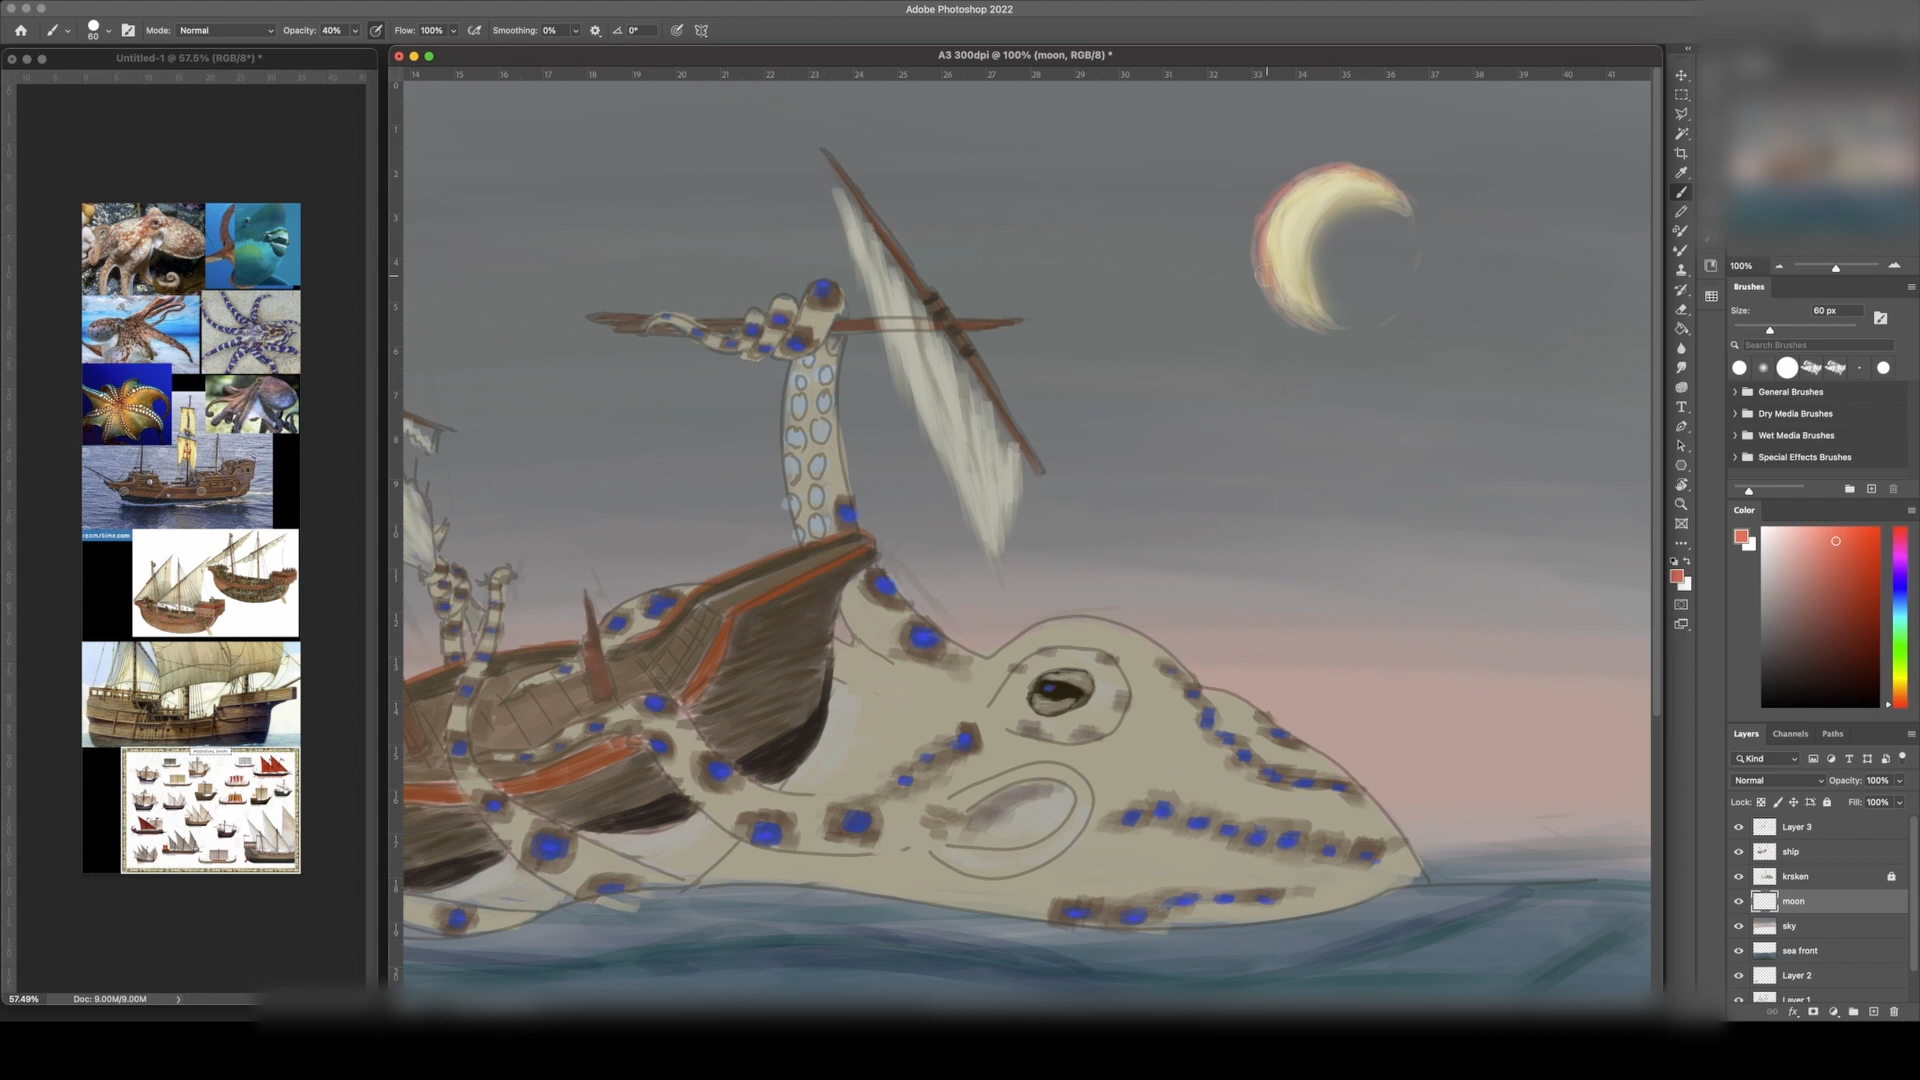 Adobe Photoshop 2022
60
Mode: Normal
Opacity: 40%
Flow: 100%
Smoothing: 0%
0°
Untitled-1 @ 57.5% (RGB/8*) *
A3 300dpi @ 100% (moon, RGB/8) *
14 15 16 17 18 19 20 21 22 23 24 25 26 27 28 29 30 31 32 33 34 35 36 37 38 39 40 41
100%
Brushes
Size: 60 px
Search Brushes
General Brushes
Dry Media Brushes
Wet Media Brushes
Special Effects Brushes
Color
Layers Channels Paths
Kind
Normal Opacity: 100%
Lock: Fill: 100%
Layer 3
ship
krsken
moon
sky
sea front
Layer 2
Layer 1
fx
reamstime.com
57.49% Doc: 9.00M/9.00M